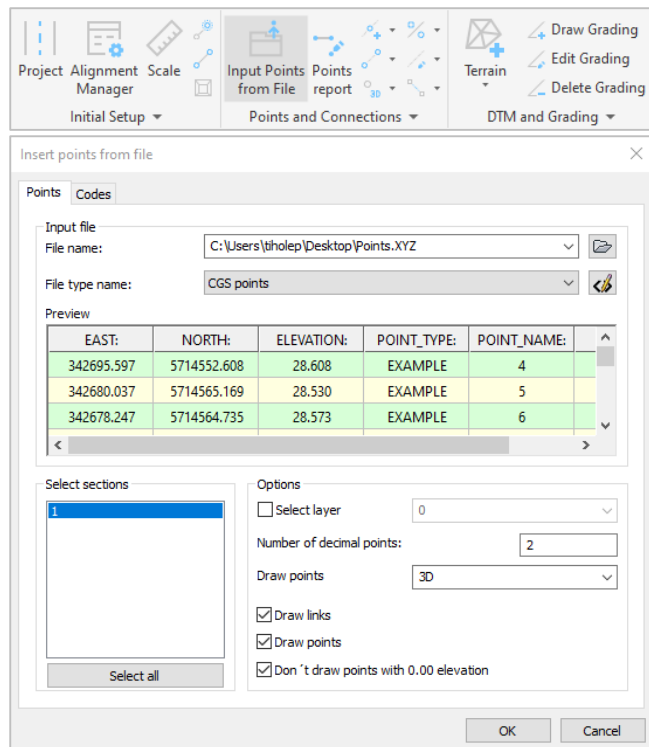 Project Alignment Manager Scale
Initial Setup
Input Points from File Points report
3D
Points and Connections
Terrain
Draw Grading
Edit Grading
Delete Grading
DTM and Grading
Insert points from file
Points Codes
Input file
File name: C:\Users\tiholep\Desktop\Points.XYZ
File type name: CGS points
Preview
EAST: NORTH: ELEVATION: POINT_TYPE: POINT_NAME:
342695.597 5714552.608 28.608 EXAMPLE 4
342680.037 5714565.169 28.530 EXAMPLE 5
342678.247 5714564.735 28.573 EXAMPLE 6
Select sections
1
Select all
Options
Select layer 0
Number of decimal points: 2
Draw points 3D
Draw links
Draw points
Don ´t draw points with 0.00 elevation
OK Cancel